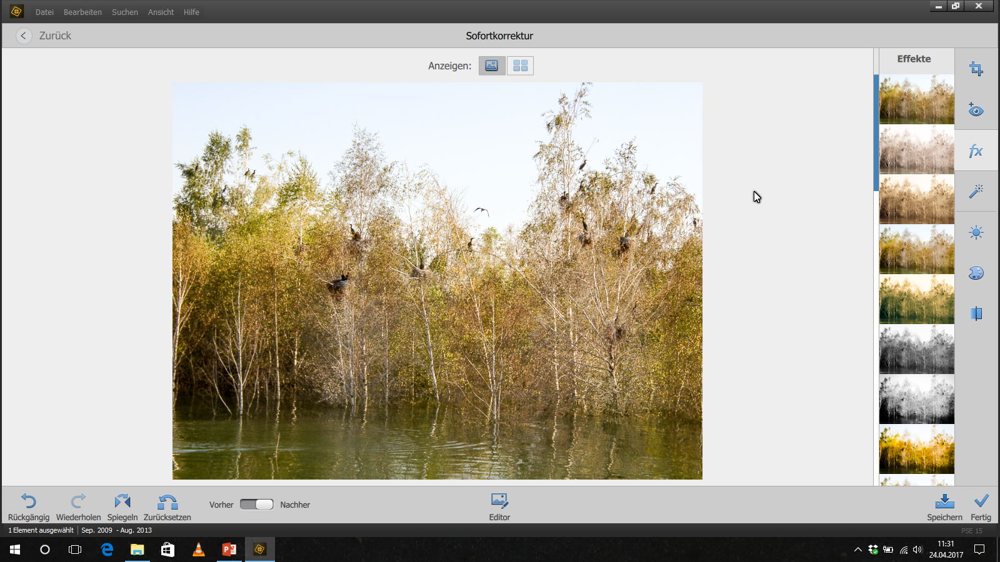 Datei Bearbeiten Suchen Ansicht Hilfe
Zurück
Sofortkorrektur
Anzeigen:
Effekte
fx
Rückgängig Wiederholen Spiegeln Zurücksetzen
Vorher Nachher
Editor
Speichern Fertig
1 Element ausgewählt Sep. 2009 - Aug. 2013
PSE 15
11:31
24.04.2017